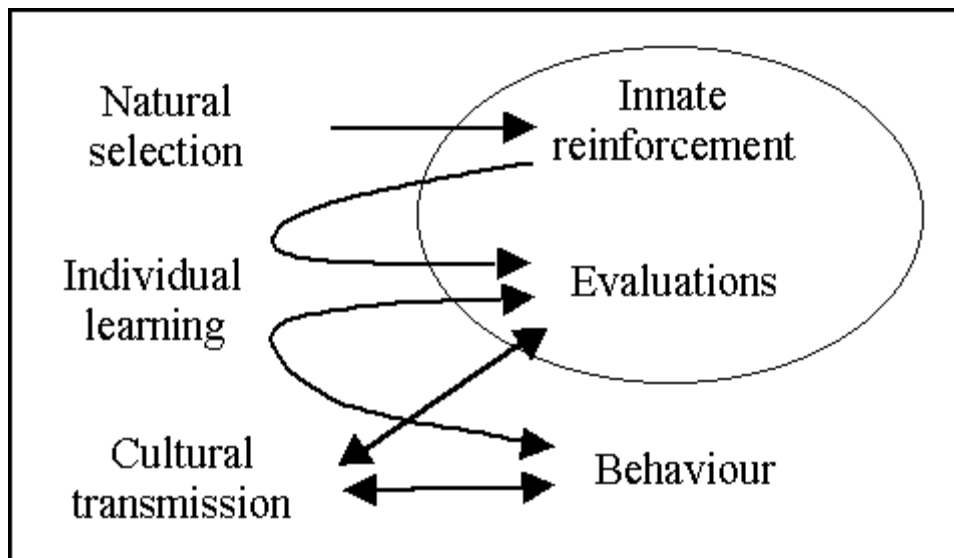 Natural
selection
Innate
reinforcement
Individual
learning
Evaluations
Cultural
transmission
Behaviour